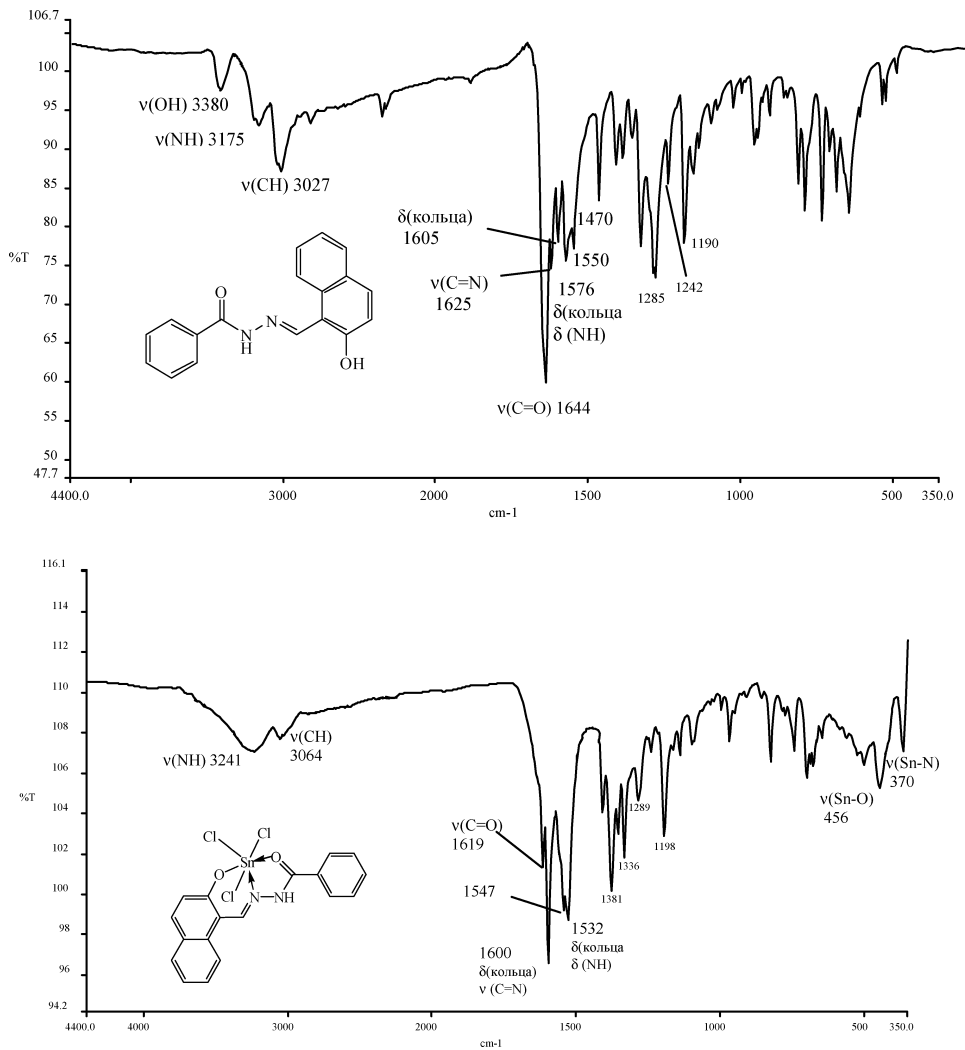 106.7
100
95
90
85
80
75
70
65
60
55
50
47.7
%T
ν(OH) 3380
ν(NH) 3175
ν(CH) 3027
δ(кольца)
1605
ν(C=N)
1625
1470
1550
1576
δ(кольца
δ (NH)
ν(C=O) 1644
1285
1242
1190
O
N
N
H
OH
4400.0
3000
2000
1500
1000
500
350.0
cm-1
116.1
114
112
110
108
106
104
102
100
98
96
94.2
%T
ν(NH) 3241
ν(CH)
3064
ν(C=O)
1619
1547
1600
δ(кольца)
ν (C=N)
1532
δ(кольца
δ (NH)
1381
1336
1289
1198
ν(Sn-O)
456
ν(Sn-N)
370
Cl
Cl
Sn
O
O
Cl
N
NH
4400.0
4000
3000
2000
1500
1000
500
350.0
cm-1